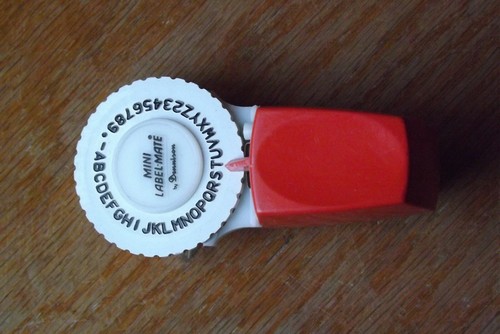 MINI
LABEL-MATE®
by Dennison
-ABCDEFGHIJKLMNOPQRSTUVWXYZ23456789.